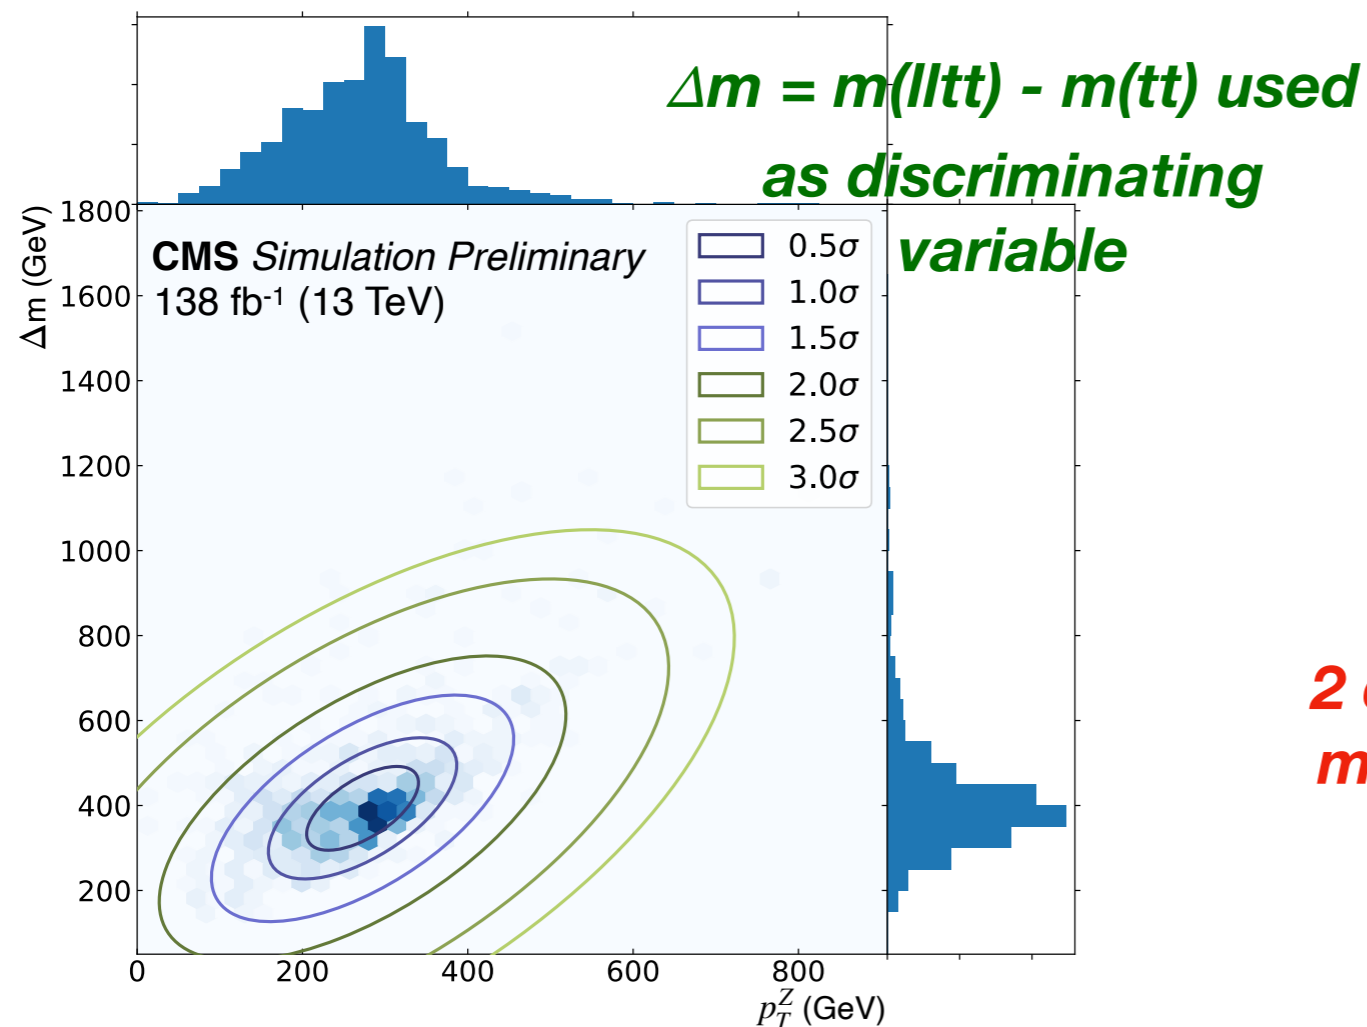 Δm = m(lltt) - m(tt) used
as discriminating
variable
CMS Simulation Preliminary
138 fb-1 (13 TeV)
0.5σ
1.0σ
1.5σ
2.0σ
2.5σ
3.0σ
Δm (GeV)
1800
1600
1400
1200
1000
800
600
400
200
0 200 400 600 800
p_T^Z (GeV)
2